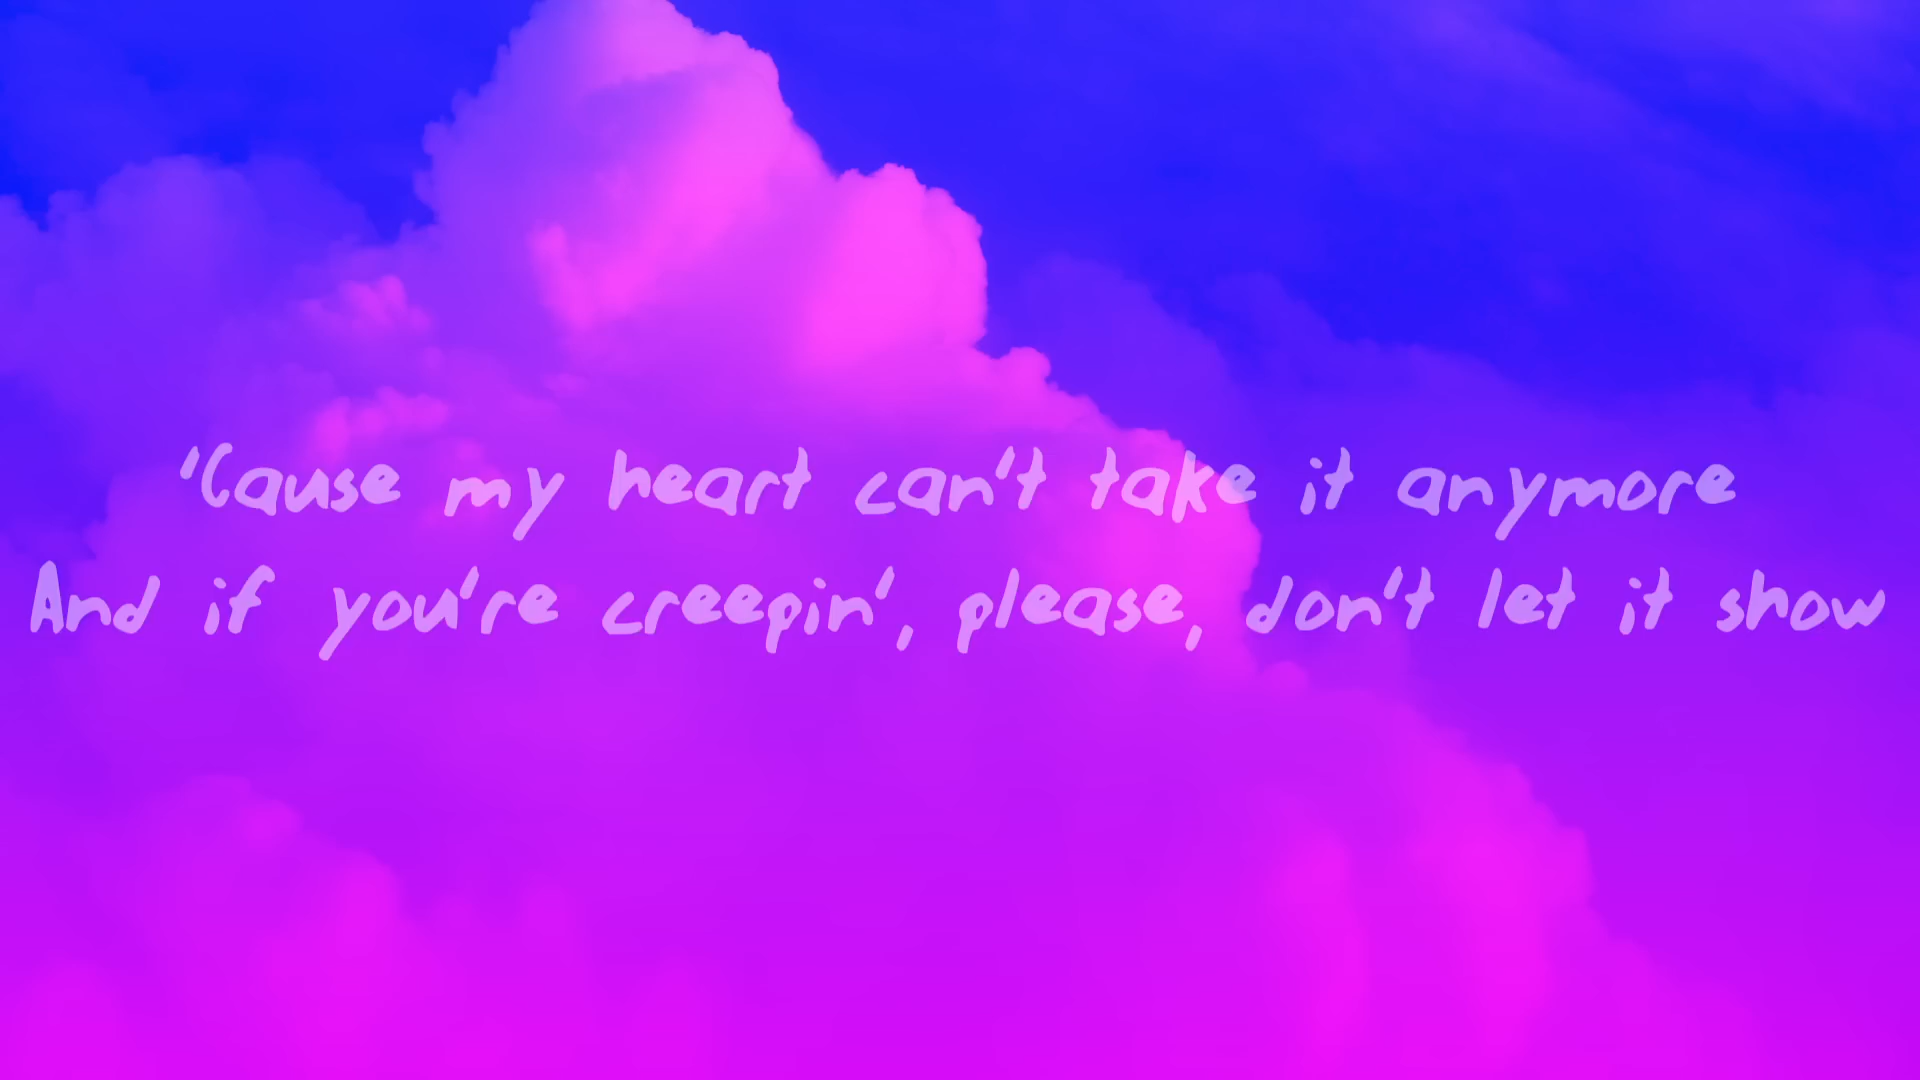 'Cause my heart can't take it anymore
And if you're creepin', please, don't let it show